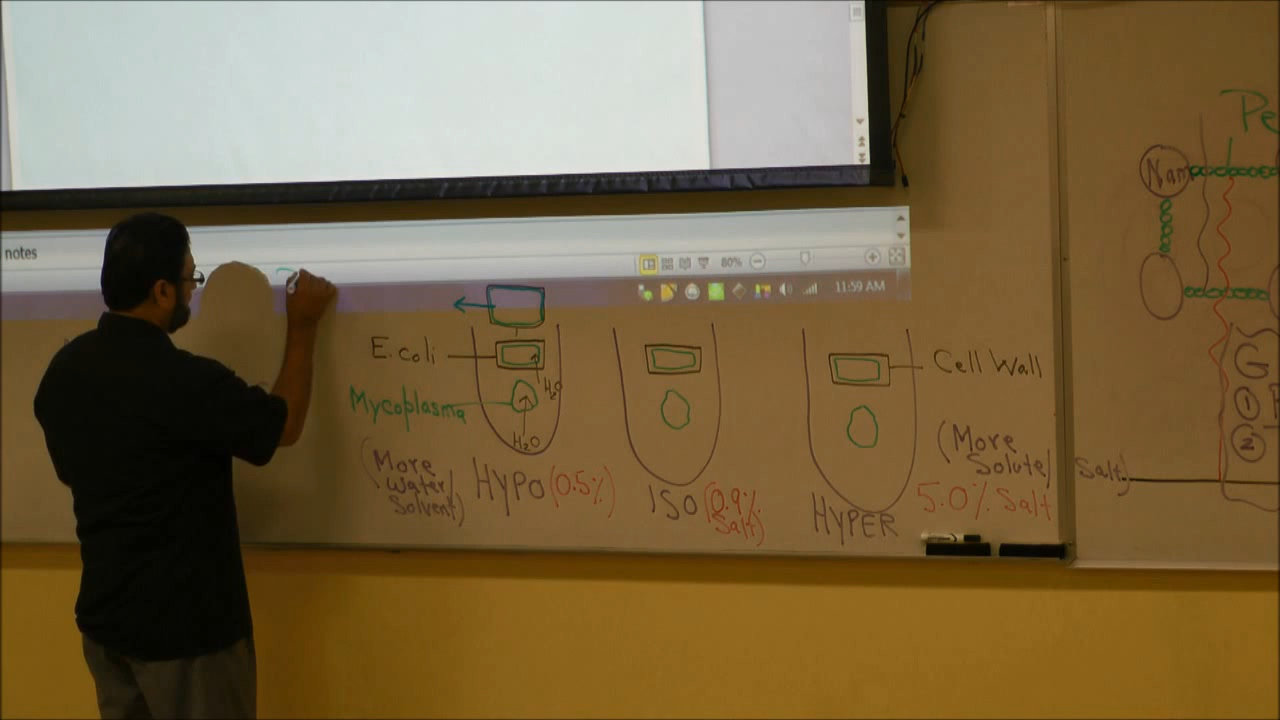 notes
80%
11:59 AM
E.coli
H2O
Mycoplasma
H2O
Cell Wall
(More
Water/
Solvent)
HYPO (0.5%)
ISO (0.9%
Salt)
HYPER
(More
Solute/
Salt)
5.0% Salt
Pe
Nam
G
1
2